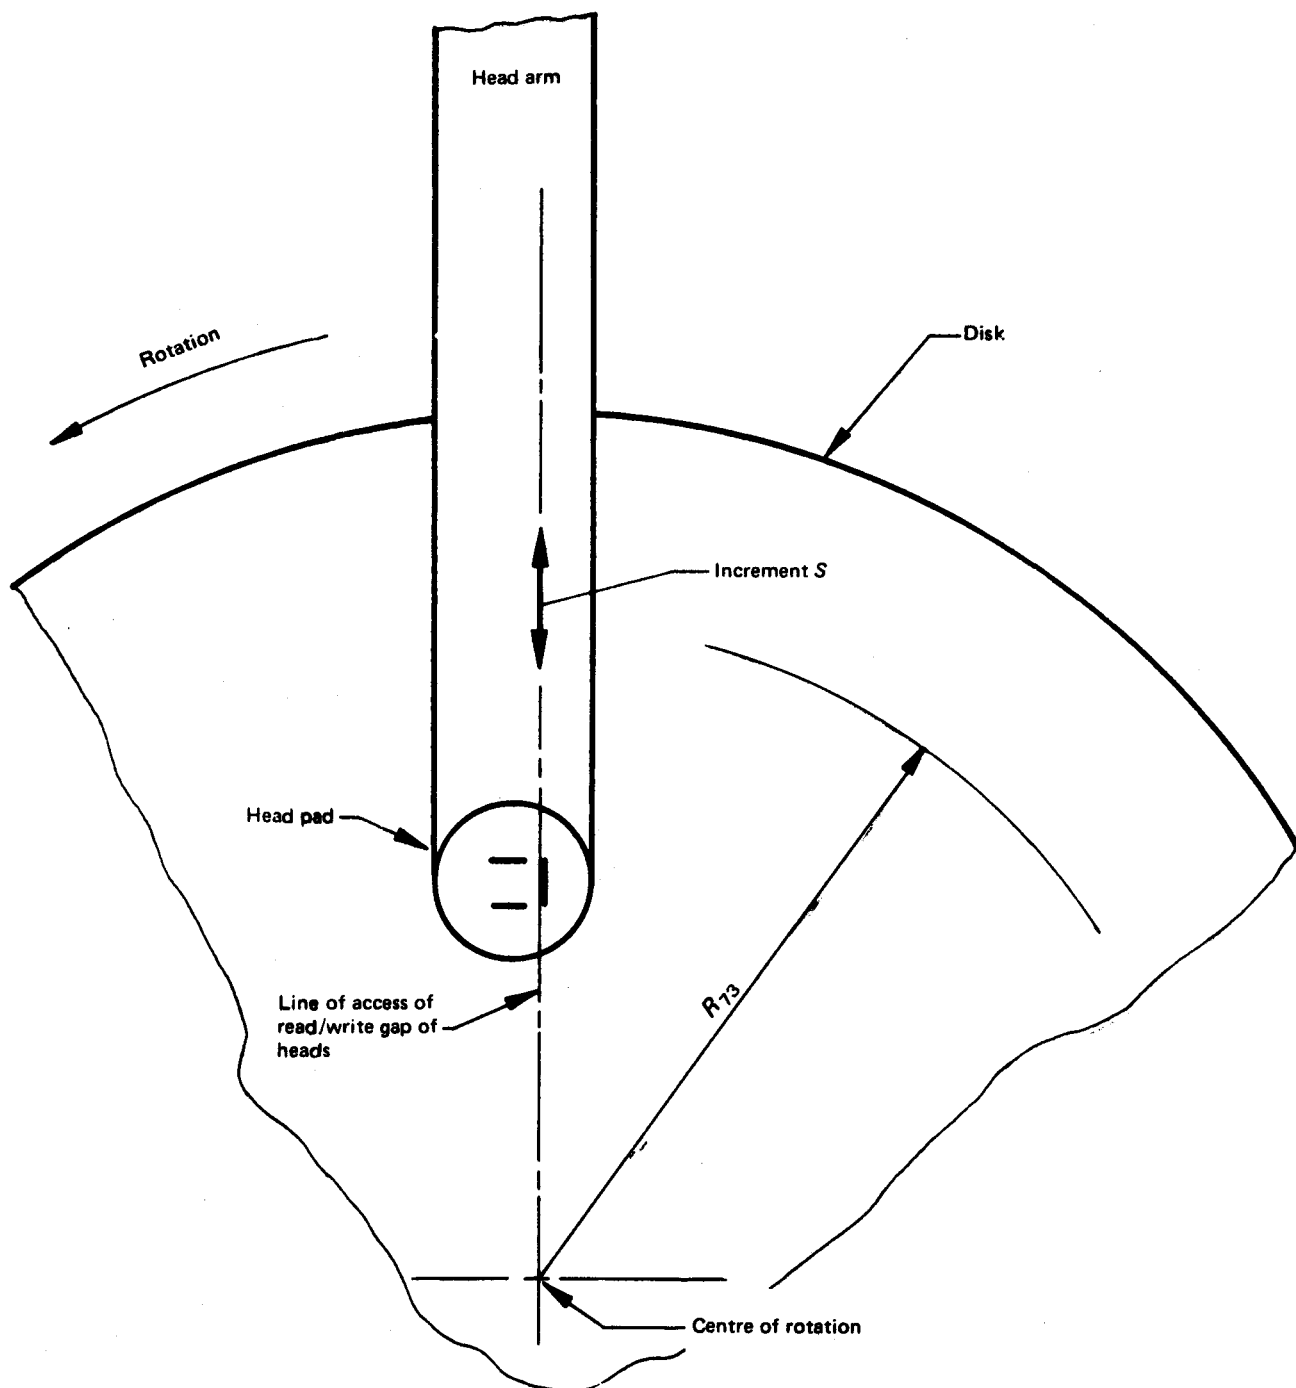 Head arm
Rotation
Disk
Increment S
Head pad
Line of access of
read/write gap of
heads
R 73
Centre of rotation